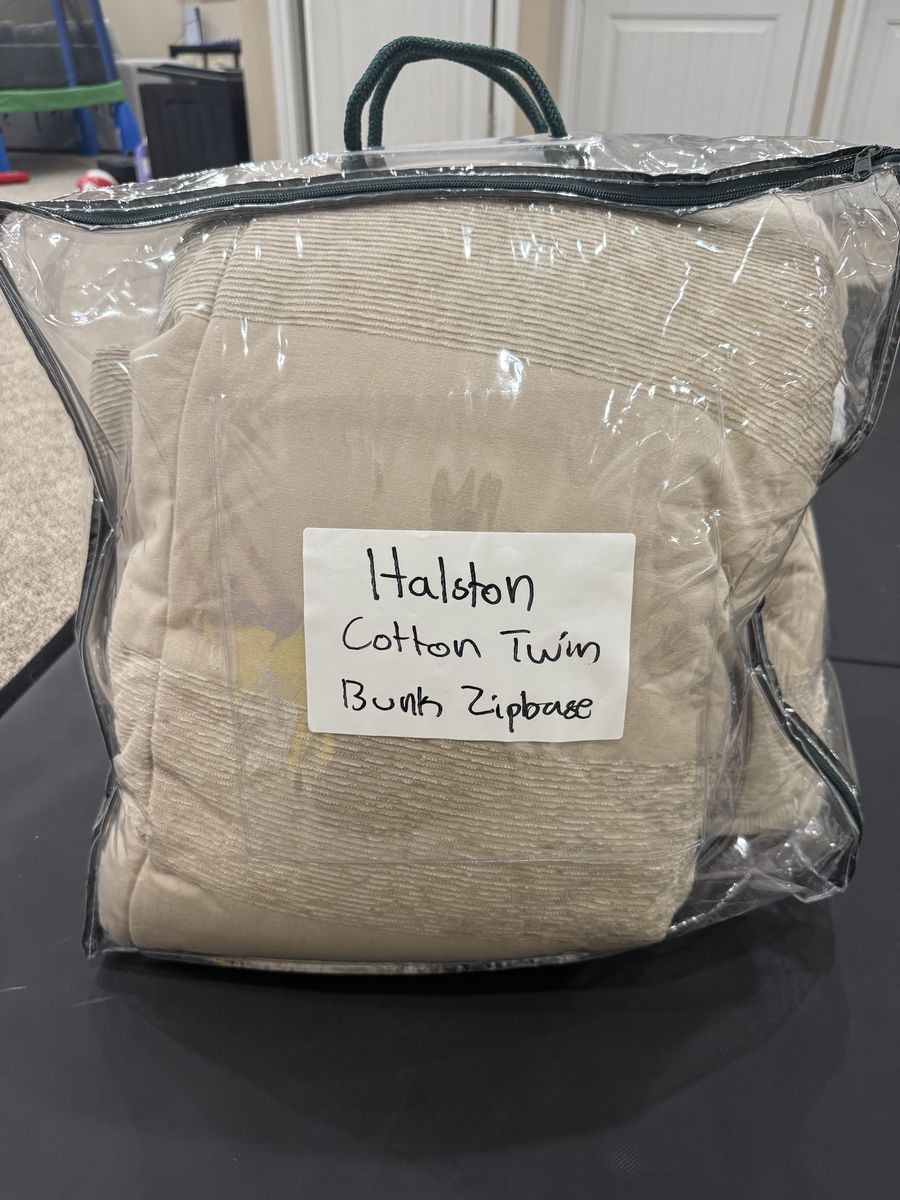 Halston
Cotton Twin
Bunk Zipbase